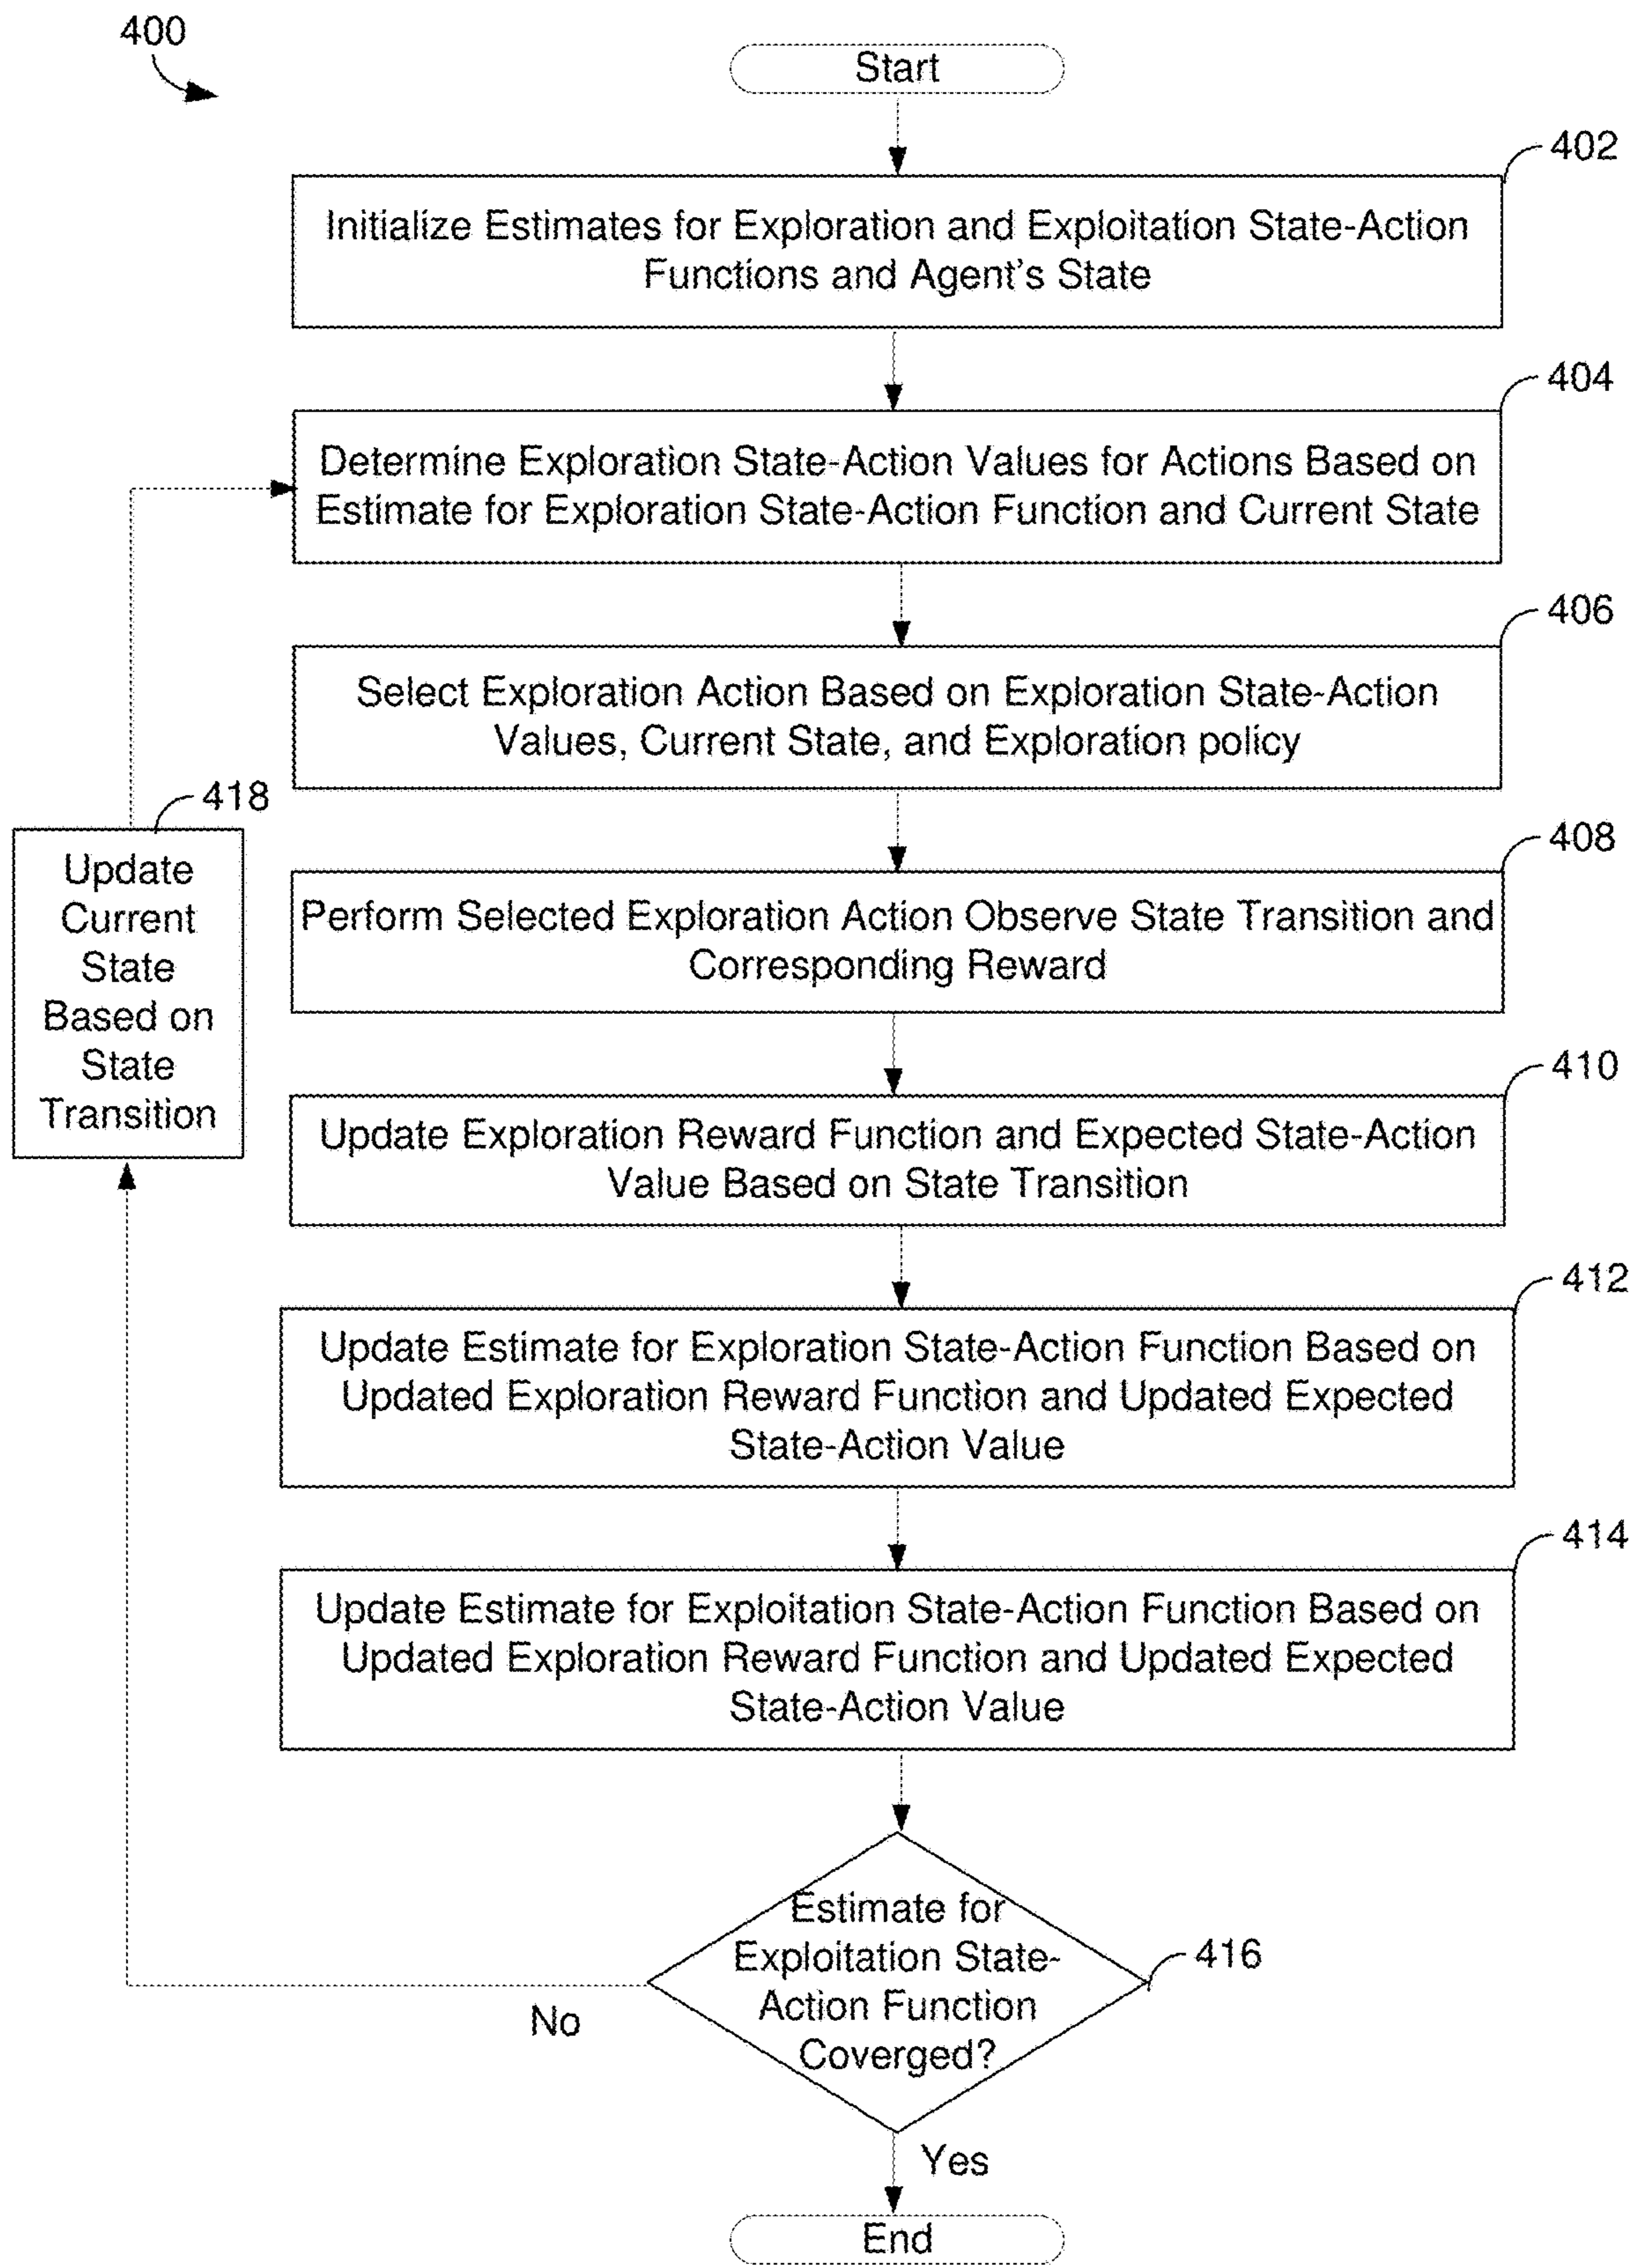 400
Start
402
Initialize Estimates for Exploration and Exploitation State-Action
Functions and Agent's State
404
Determine Exploration State-Action Values for Actions Based on
Estimate for Exploration State-Action Function and Current State
406
Select Exploration Action Based on Exploration State-Action
Values, Current State, and Exploration policy
418
Update
Current
State
Based on
State
Transition
408
Perform Selected Exploration Action Observe State Transition and
Corresponding Reward
410
Update Exploration Reward Function and Expected State-Action
Value Based on State Transition
412
Update Estimate for Exploration State-Action Function Based on
Updated Exploration Reward Function and Updated Expected
State-Action Value
414
Update Estimate for Exploitation State-Action Function Based on
Updated Exploration Reward Function and Updated Expected
State-Action Value
416
Estimate for
Exploitation State-
Action Function
Coverged?
No
Yes
End